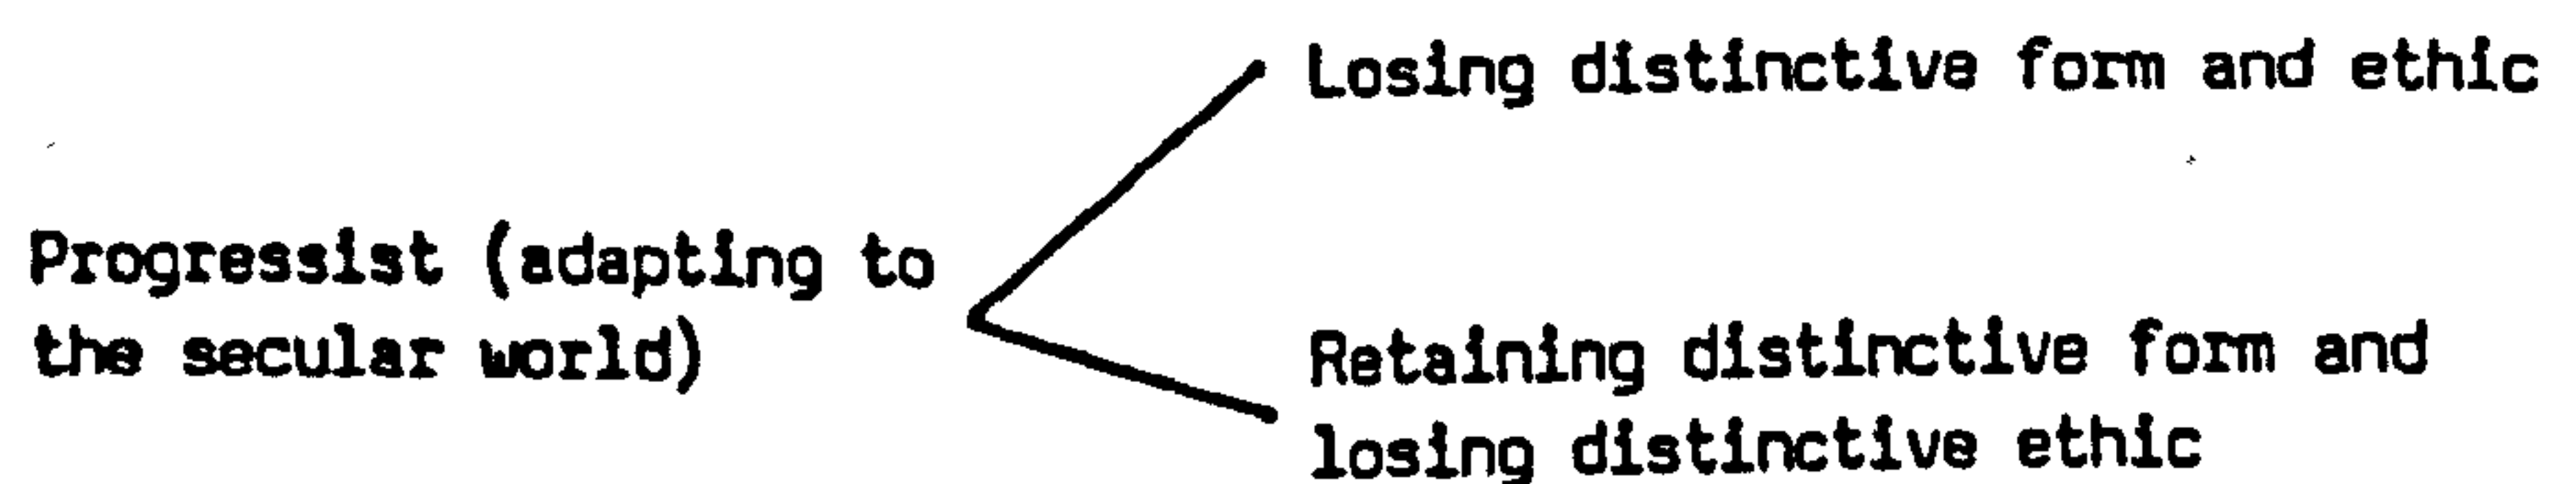 Losing distinctive form and ethic
Progressist (adapting to
the secular world)
Retaining distinctive form and
losing distinctive ethic